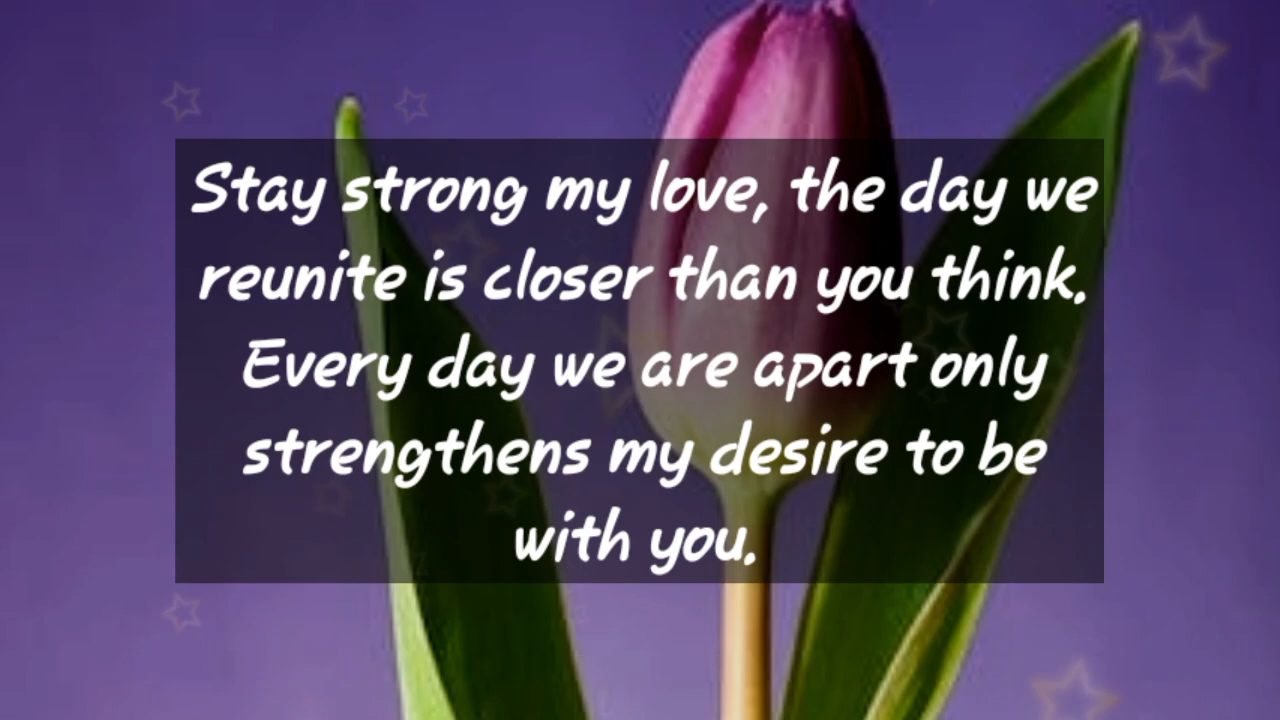 Stay strong my love, the day we
reunite is closer than you think.
Every day we are apart only
strengthens my desire to be
with you.